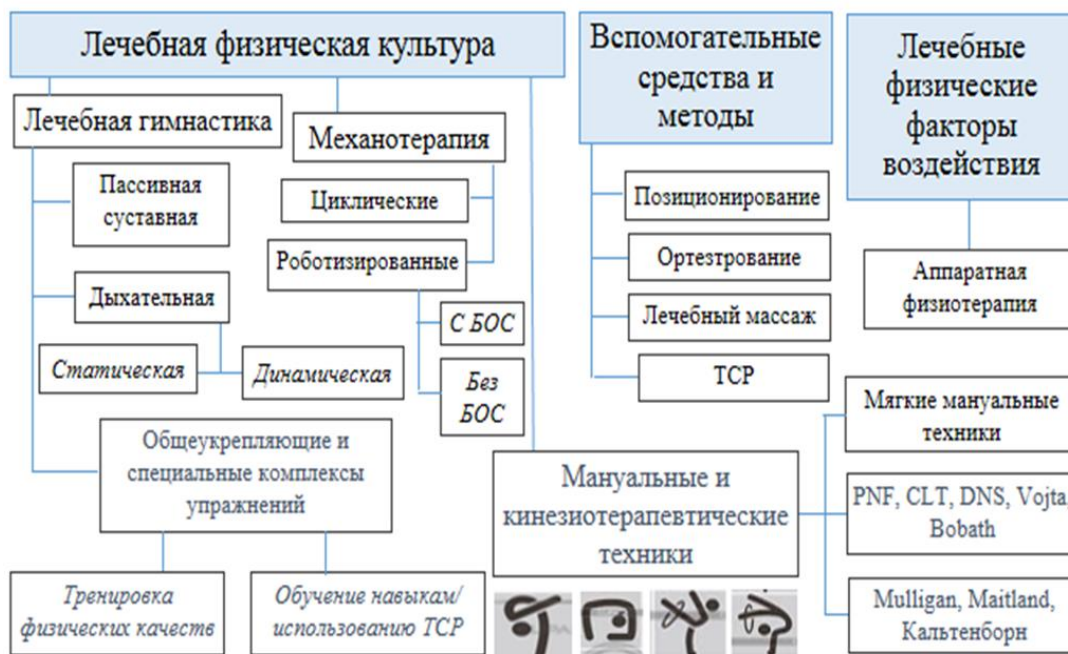 Лечебная физическая культура
Лечебная гимнастика
Пассивная
суставная
Дыхательная
Статическая
Динамическая
Общеукрепляющие и
специальные комплексы
упражнений
Тренировка
физических качеств
Обучение навыкам/
использованию ТСР
Механотерапия
Циклические
Роботизированные
С БОС
Без
БОС
Мануальные и
кинезиотерапевтические
техники
Мягкие мануальные
техники
PNF, CLT, DNS, Vojta,
Bobath
Mulligan, Maitland,
Кальтенборн
Вспомогательные
средства и
методы
Позиционирование
Ортестрование
Лечебный массаж
ТСР
Лечебные
физические
факторы
воздействия
Аппаратная
физиотерапия